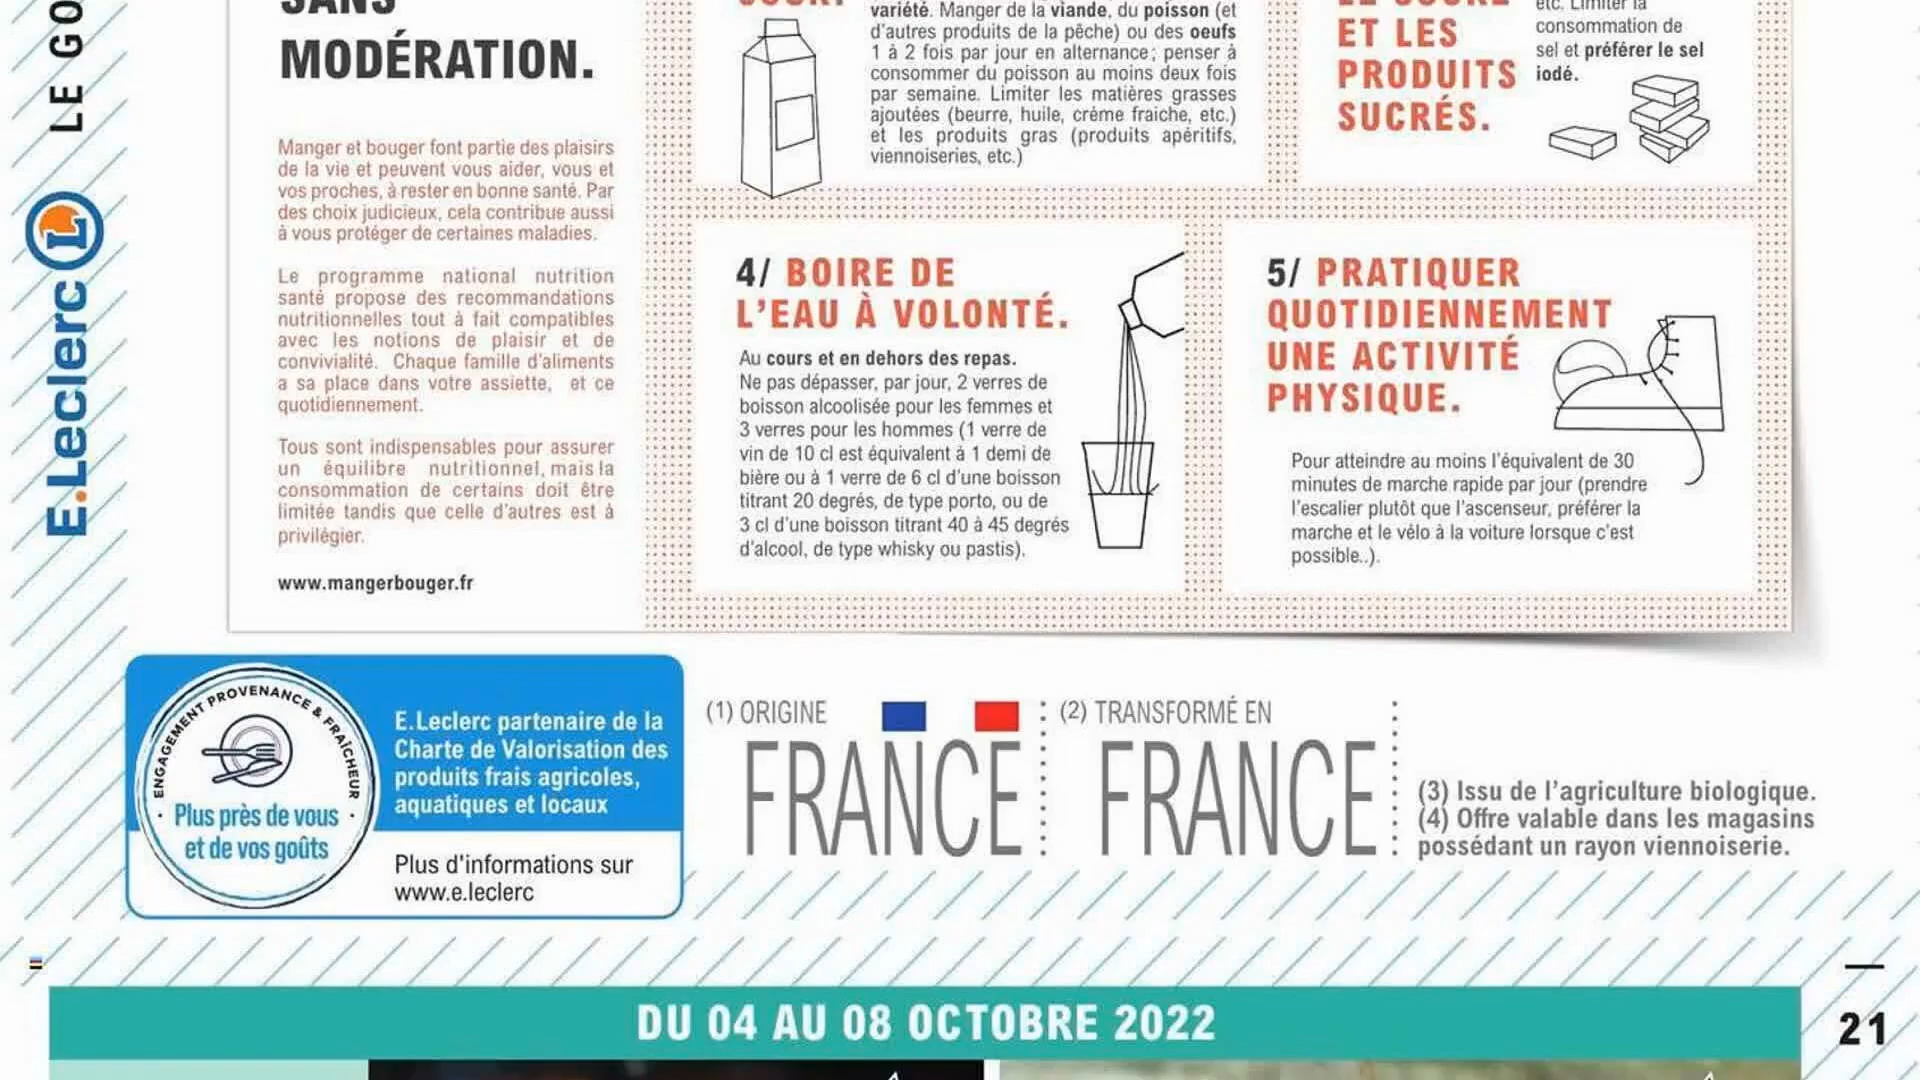 LE GO
E.Leclerc L
MODÉRATION.
Manger et bouger font partie des plaisirs
de la vie et peuvent vous aider, vous et
vos proches, à rester en bonne santé. Par
des choix judicieux, cela contribue aussi
à vous protéger de certaines maladies.
Le programme national nutrition
santé propose des recommandations
nutritionnelles tout à fait compatibles
avec les notions de plaisir et de
convivialité. Chaque famille d'aliments
a sa place dans votre assiette, et ce
quotidiennement.
Tous sont indispensables pour assurer
un équilibre nutritionnel, mais la
consommation de certains doit être
limitée tandis que celle d'autres est à
privilégier.
www.mangerbouger.fr
variété. Manger de la viande, du poisson (et
d'autres produits de la pêche) ou des oeufs
1 à 2 fois par jour en alternance; penser à
consommer du poisson au moins deux fois
par semaine. Limiter les matières grasses
ajoutées (beurre, huile, crème fraiche, etc.)
et les produits gras (produits apéritifs,
viennoiseries, etc.)
ET LES
PRODUITS
SUCRÉS.
etc. Limiter la
consommation de
sel et préférer le sel
iodé.
4/ BOIRE DE
L'EAU À VOLONTÉ.
Au cours et en dehors des repas.
Ne pas dépasser, par jour, 2 verres de
boisson alcoolisée pour les femmes et
3 verres pour les hommes (1 verre de
vin de 10 cl est équivalent à 1 demi de
bière ou à 1 verre de 6 cl d'une boisson
titrant 20 degrés, de type porto, ou de
3 cl d'une boisson titrant 40 à 45 degrés
d'alcool, de type whisky ou pastis).
5/ PRATIQUER
QUOTIDIENNEMENT
UNE ACTIVITÉ
PHYSIQUE.
Pour atteindre au moins l'équivalent de 30
minutes de marche rapide par jour (prendre
l'escalier plutôt que l'ascenseur, préférer la
marche et le vélo à la voiture lorsque c'est
possible..).
ENGAGEMENT PROVENANCE & FRAÎCHEUR
Plus près de vous
et de vos goûts
E.Leclerc partenaire de la
Charte de Valorisation des
produits frais agricoles,
aquatiques et locaux
Plus d'informations sur
www.e.leclerc
(1) ORIGINE
FRANCE
(2) TRANSFORMÉ EN
FRANCE
(3) Issu de l'agriculture biologique.
(4) Offre valable dans les magasins
possédant un rayon viennoiserie.
21
DU 04 AU 08 OCTOBRE 2022